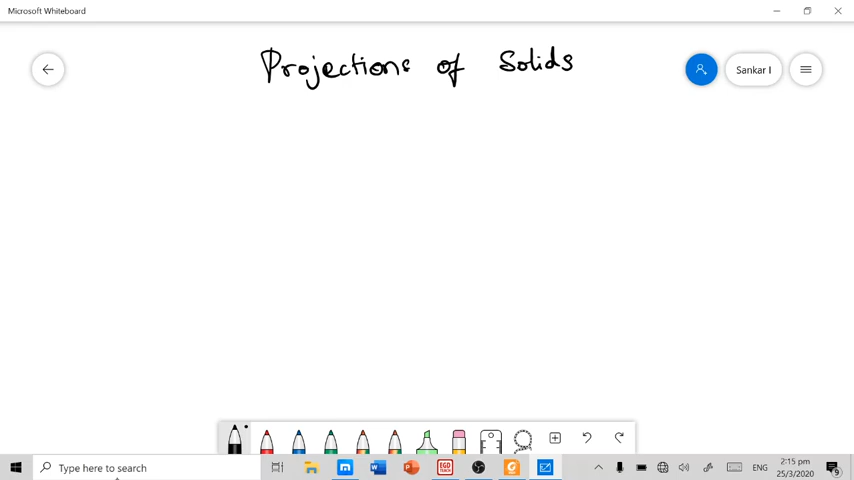 Microsoft Whiteboard
Projections of Solids
Sankar I
Type here to search
ENG
2:15 pm
25/3/2020